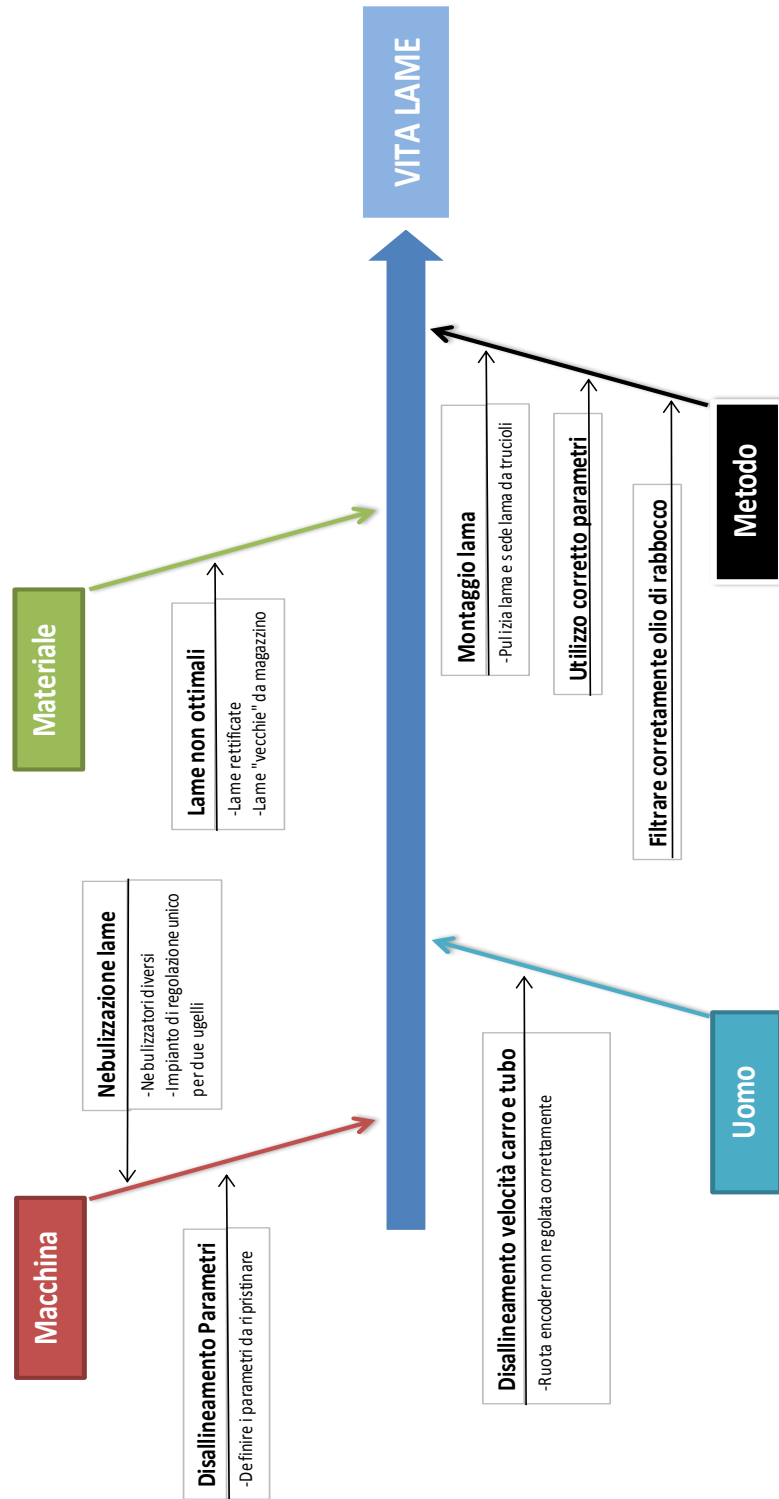 Macchina
Materiale
Nebulizzazione lame
-Nebulizzatori diversi
-Impianto di regolazione unico
per due ugelli
Disallineamento Parametri
-Definire i parametri da ripristinare
Lame non ottimali
-Lame rettificate
-Lame "vecchie" da magazzino
VITA LAME
Disallineamento velocità carro e tubo
-Ruota encoder non regolata correttamente
Montaggio lama
-Pulizia lama e sede lama da trucioli
Utilizzo corretto parametri
Filtrare corretamente olio di rabbocco
Uomo
Metodo